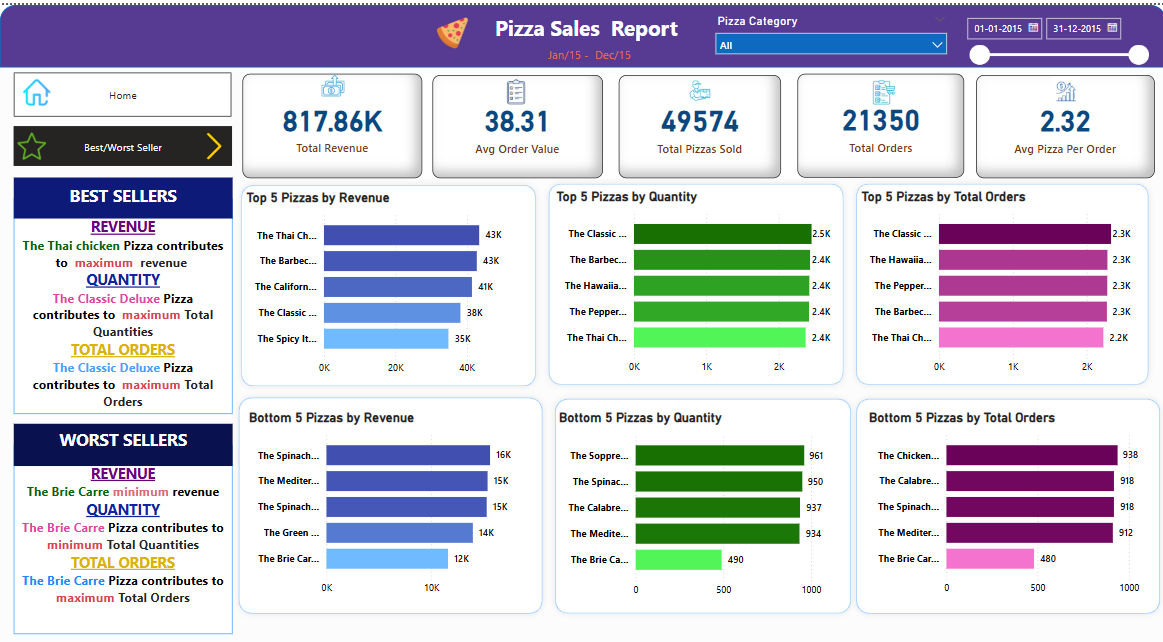 Pizza Sales Report
Jan/15 - Dec/15
Pizza Category
All
01-01-2015
31-12-2015
Home
Best/Worst Seller
817.86K
Total Revenue
38.31
Avg Order Value
49574
Total Pizzas Sold
21350
Total Orders
2.32
Avg Pizza Per Order
BEST SELLERS
REVENUE
The Thai chicken Pizza contributes
to maximum revenue
QUANTITY
The Classic Deluxe Pizza
contributes to maximum Total
Quantities
TOTAL ORDERS
The Classic Deluxe Pizza
contributes to maximum Total
Orders
WORST SELLERS
REVENUE
The Brie Carre minimum revenue
QUANTITY
The Brie Carre Pizza contributes to
minimum Total Quantities
TOTAL ORDERS
The Brie Carre Pizza contributes to
maximum Total Orders
Top 5 Pizzas by Revenue
The Thai Ch... 43K
The Barbec... 43K
The Californ... 41K
The Classic ... 38K
The Spicy It... 35K
0K 20K 40K
Top 5 Pizzas by Quantity
The Classic ... 2.5K
The Barbec... 2.4K
The Hawaiia... 2.4K
The Pepper... 2.4K
The Thai Ch... 2.4K
0K 1K 2K
Top 5 Pizzas by Total Orders
The Classic ... 2.3K
The Hawaiia... 2.3K
The Pepper... 2.3K
The Barbec... 2.3K
The Thai Ch... 2.2K
0K 1K 2K
Bottom 5 Pizzas by Revenue
The Spinach... 16K
The Mediter... 15K
The Spinach... 15K
The Green ... 14K
The Brie Car... 12K
0K 10K
Bottom 5 Pizzas by Quantity
The Soppre... 961
The Spinac... 950
The Calabre... 937
The Medite... 934
The Brie Ca... 490
0 500 1000
Bottom 5 Pizzas by Total Orders
The Chicken... 938
The Calabre... 918
The Spinach... 918
The Mediter... 912
The Brie Car... 480
0 500 1000